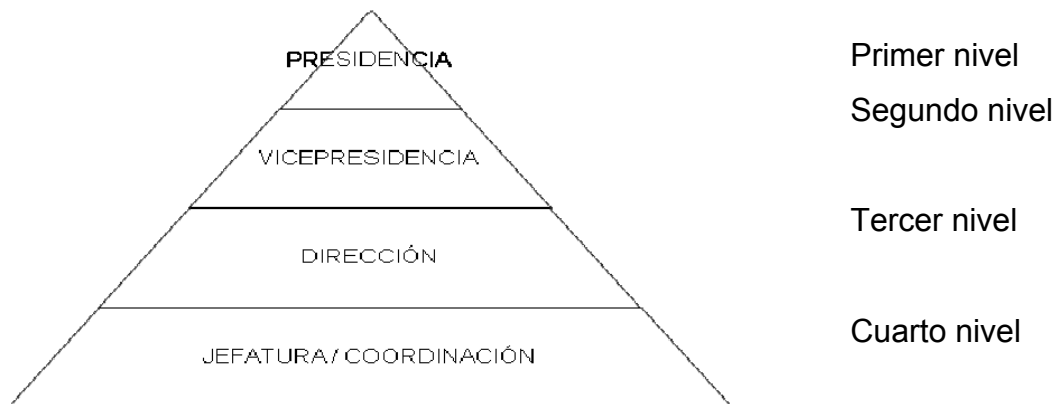 PRESIDENCIA
Primer nivel
Segundo nivel
VICEPRESIDENCIA
Tercer nivel
DIRECCIÓN
Cuarto nivel
JEFATURA/ COORDINACIÓN